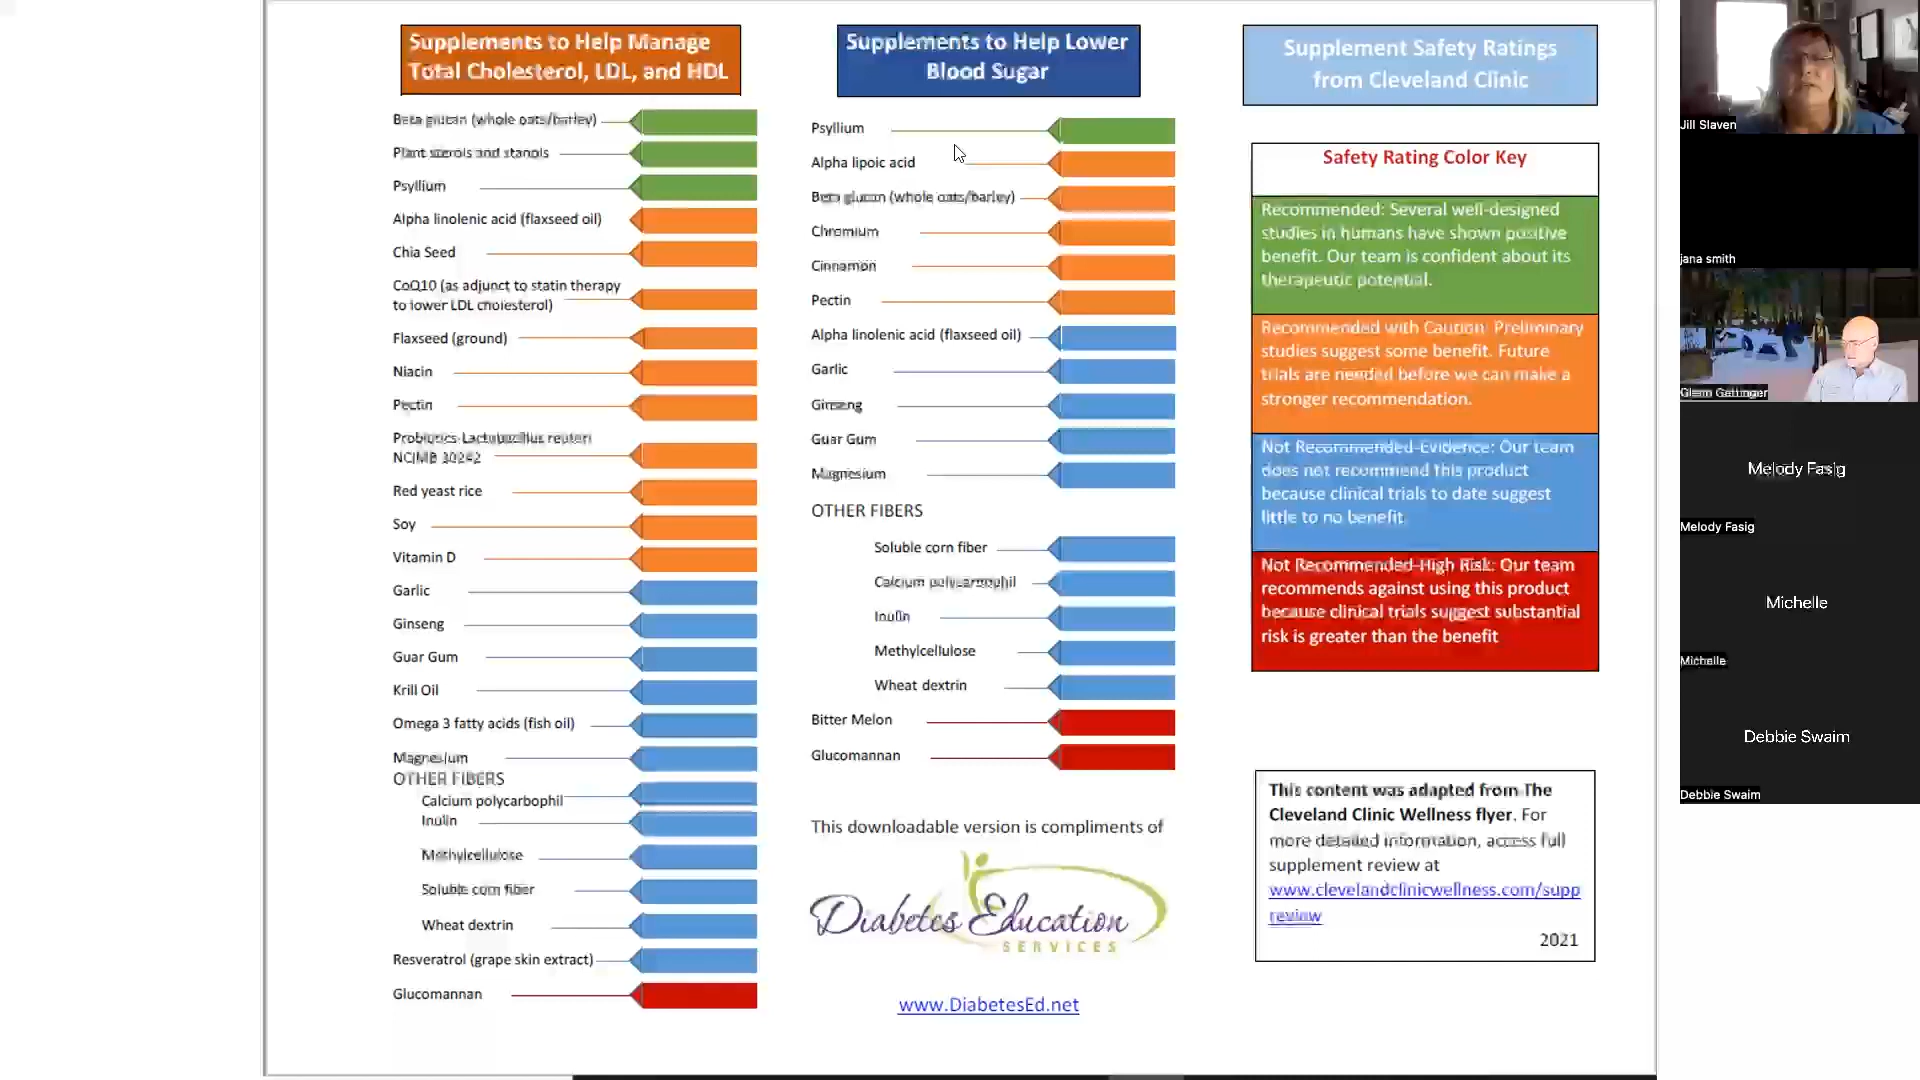 Supplements to Help Manage
Total Cholesterol, LDL, and HDL
Beta glucan (whole oats/barley)
Plant sterols and stanols
Psyllium
Alpha linolenic acid (flaxseed oil)
Chia Seed
CoQ10 (as adjunct to statin therapy
to lower LDL cholesterol)
Flaxseed (ground)
Niacin
Pectin
Probiotics-Lactobacillus reuteri
NCIMB 30242
Red yeast rice
Soy
Vitamin D
Garlic
Ginseng
Guar Gum
Krill Oil
Omega 3 fatty acids (fish oil)
Magnesium
OTHER FIBERS
Calcium polycarbophil
Inulin
Methylcellulose
Soluble corn fiber
Wheat dextrin
Resveratrol (grape skin extract)
Glucomannan
Supplements to Help Lower
Blood Sugar
Psyllium
Alpha lipoic acid
Beta glucan (whole oats/barley)
Chromium
Cinnamon
Pectin
Alpha linolenic acid (flaxseed oil)
Garlic
Ginseng
Guar Gum
Magnesium
OTHER FIBERS
Soluble corn fiber
Calcium polycarbophil
Inulin
Methylcellulose
Wheat dextrin
Bitter Melon
Glucomannan
This downloadable version is compliments of
Diabetes Education
SERVICES
www.DiabetesEd.net
Supplement Safety Ratings
from Cleveland Clinic
Safety Rating Color Key
Recommended: Several well-designed
studies in humans have shown positive
benefit. Our team is confident about its
therapeutic potential.
Recommended with Caution: Preliminary
studies suggest some benefit. Future
trials are needed before we can make a
stronger recommendation.
Not Recommended-Evidence: Our team
does not recommend this product
because clinical trials to date suggest
little to no benefit
Not Recommended-High Risk: Our team
recommends against using this product
because clinical trials suggest substantial
risk is greater than the benefit
This content was adapted from The
Cleveland Clinic Wellness flyer. For
more detailed information, access full
supplement review at
www.clevelandclinicwellness.com/supp
review
2021
Jill Slaven
jana smith
Glenn Gettinger
Melody Fasig
Melody Fasig
Michelle
Michelle
Debbie Swaim
Debbie Swaim